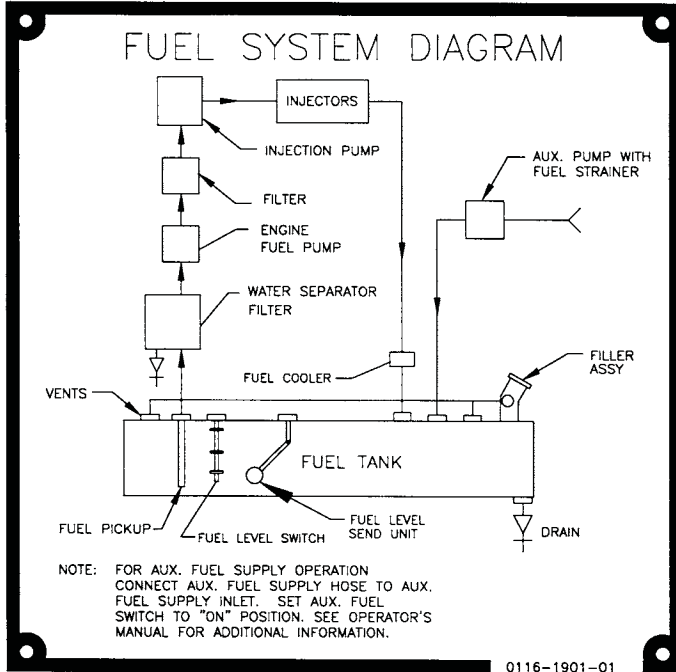 FUEL SYSTEM DIAGRAM
INJECTORS
INJECTION PUMP
AUX. PUMP WITH
FUEL STRAINER
FILTER
ENGINE
FUEL PUMP
WATER SEPARATOR
FILTER
FUEL COOLER
FILLER
ASSY
VENTS
FUEL TANK
FUEL PICKUP
FUEL LEVEL SWITCH
FUEL LEVEL
SEND UNIT
DRAIN
NOTE: FOR AUX. FUEL SUPPLY OPERATION
CONNECT AUX. FUEL SUPPLY HOSE TO AUX.
FUEL SUPPLY INLET. SET AUX. FUEL
SWITCH TO "ON" POSITION. SEE OPERATOR'S
MANUAL FOR ADDITIONAL INFORMATION.
0116-1901-01